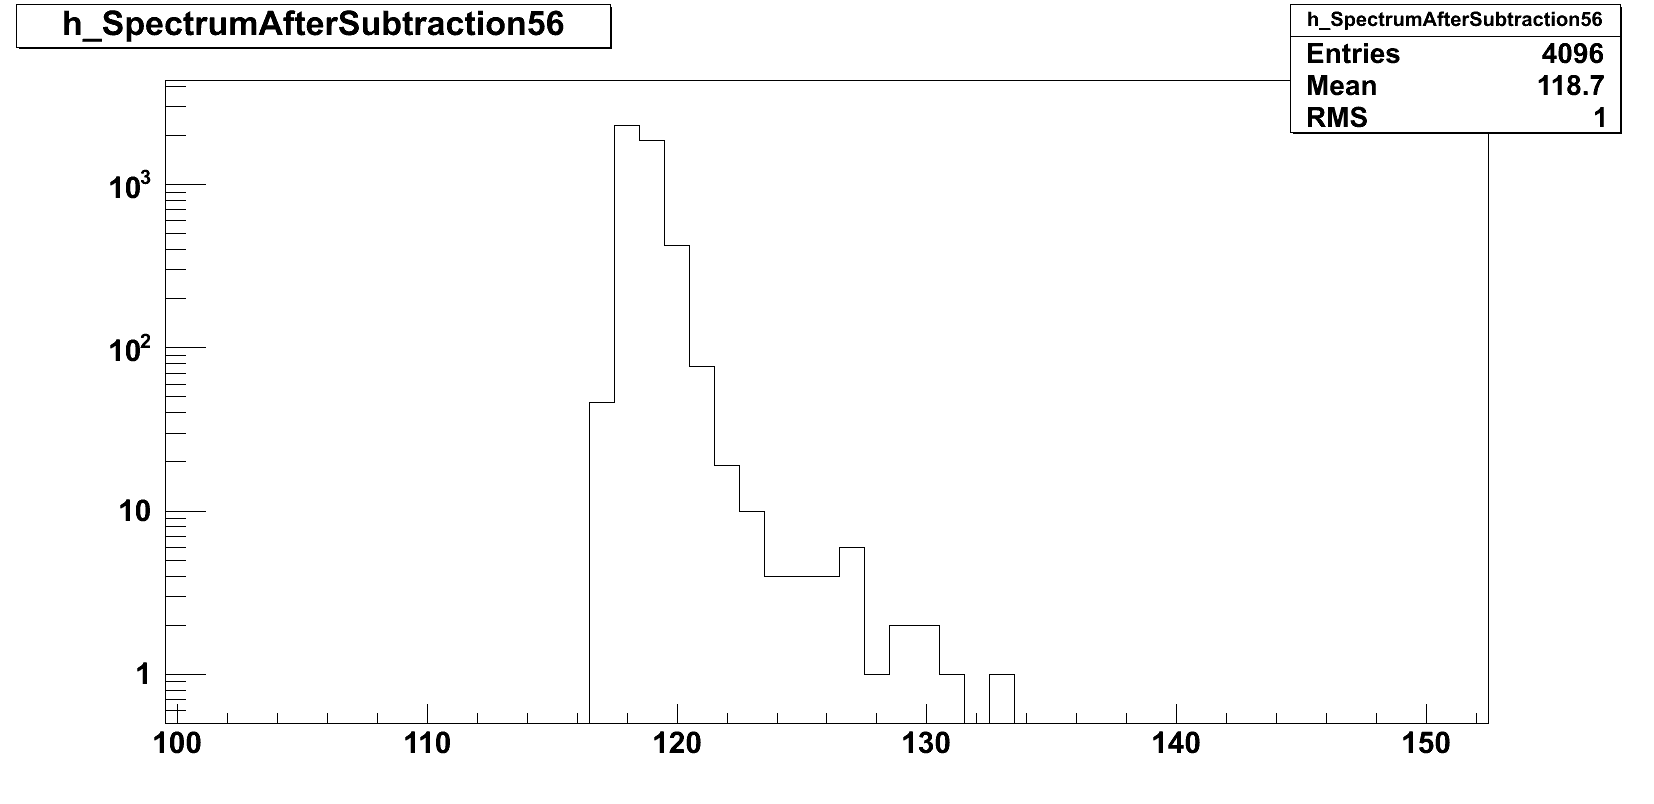 h_SpectrumAfterSubtraction56
h_SpectrumAfterSubtraction56
Entries 4096
Mean 118.7
RMS 1
10³
10²
10
1
100 110 120 130 140 150